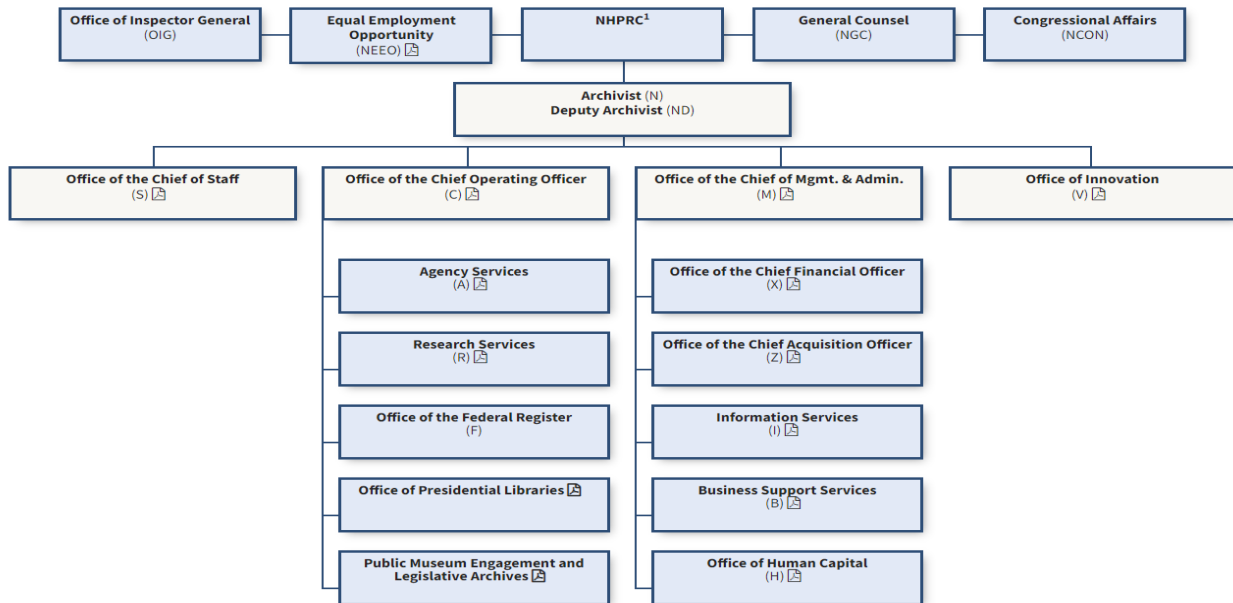 Office of Inspector General
(OIG)
Equal Employment
Opportunity
(NEEO)
NHPRC¹
General Counsel
(NGC)
Congressional Affairs
(NCON)
Archivist (N)
Deputy Archivist (ND)
Office of the Chief of Staff
(S)
Office of the Chief Operating Officer
(C)
Office of the Chief of Mgmt. & Admin.
(M)
Office of Innovation
(V)
Agency Services
(A)
Research Services
(R)
Office of the Federal Register
(F)
Office of Presidential Libraries
Public Museum Engagement and
Legislative Archives
Office of the Chief Financial Officer
(X)
Office of the Chief Acquisition Officer
(Z)
Information Services
(I)
Business Support Services
(B)
Office of Human Capital
(H)